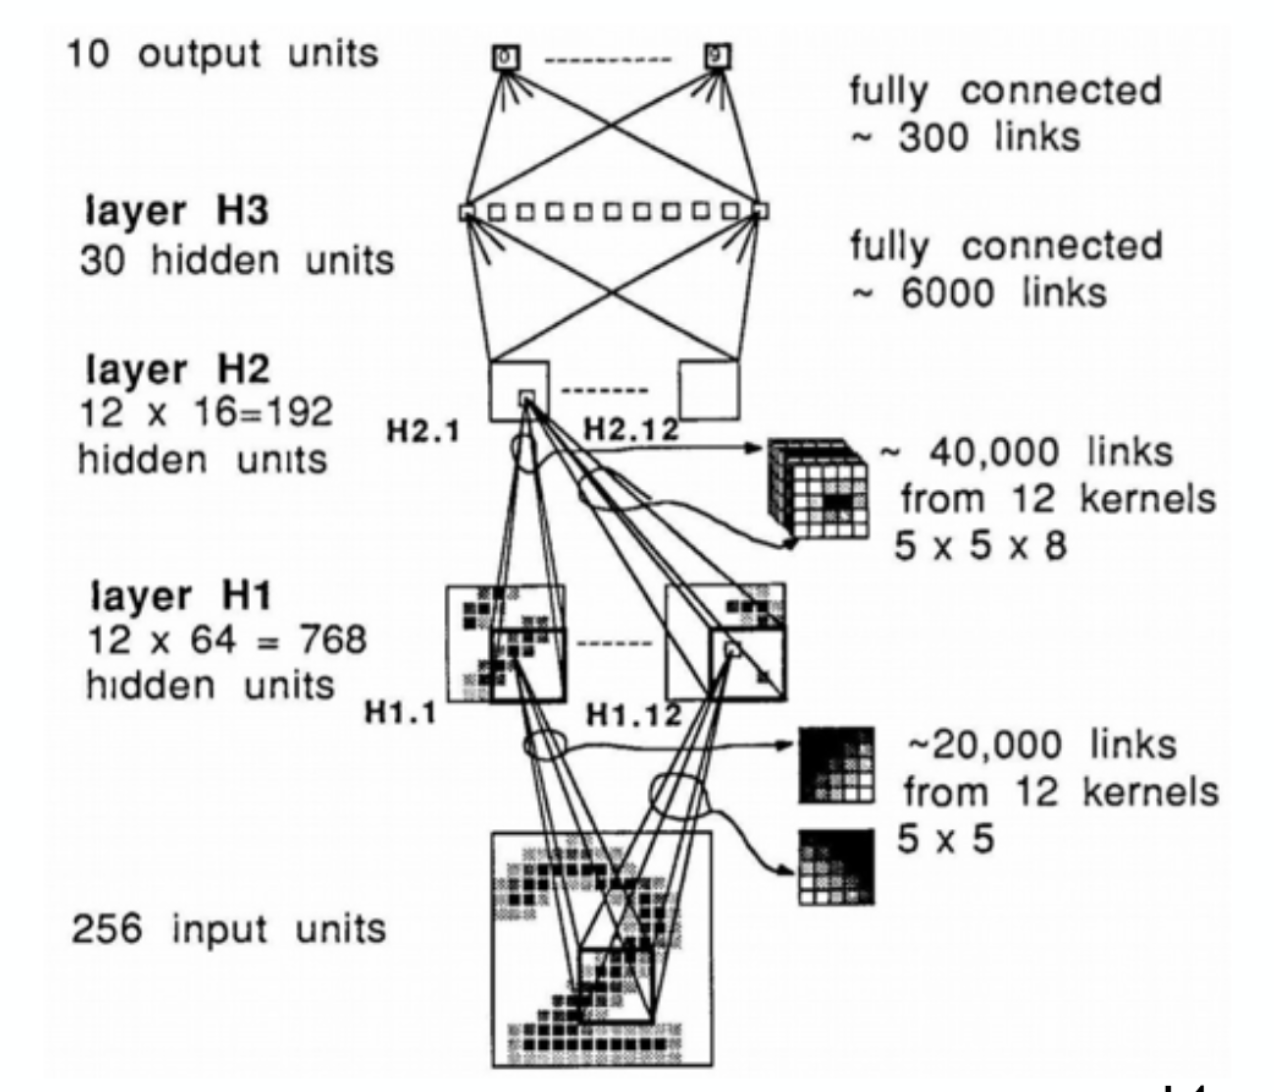 10 output units
0
9
fully connected
~ 300 links
layer H3
30 hidden units
fully connected
~ 6000 links
layer H2
12 x 16=192
hidden units
H2.1
H2.12
~ 40,000 links
from 12 kernels
5 x 5 x 8
layer H1
12 x 64 = 768
hidden units
H1.1
H1.12
~20,000 links
from 12 kernels
5 x 5
256 input units